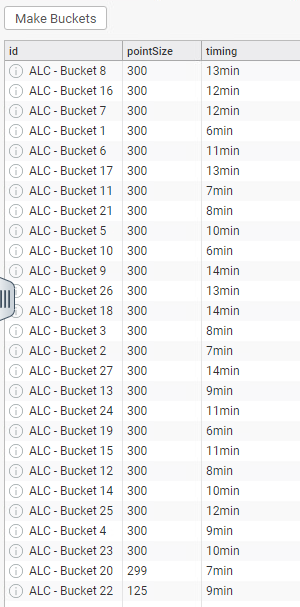 Make Buckets
id pointSize timing
ALC - Bucket 8 300 13min
ALC - Bucket 16 300 12min
ALC - Bucket 7 300 12min
ALC - Bucket 1 300 6min
ALC - Bucket 6 300 11min
ALC - Bucket 17 300 13min
ALC - Bucket 11 300 7min
ALC - Bucket 21 300 8min
ALC - Bucket 5 300 10min
ALC - Bucket 10 300 6min
ALC - Bucket 9 300 14min
ALC - Bucket 26 300 13min
ALC - Bucket 18 300 14min
ALC - Bucket 3 300 8min
ALC - Bucket 2 300 7min
ALC - Bucket 27 300 14min
ALC - Bucket 13 300 9min
ALC - Bucket 24 300 11min
ALC - Bucket 19 300 6min
ALC - Bucket 15 300 11min
ALC - Bucket 12 300 8min
ALC - Bucket 14 300 10min
ALC - Bucket 25 300 12min
ALC - Bucket 4 300 9min
ALC - Bucket 23 300 10min
ALC - Bucket 20 299 7min
ALC - Bucket 22 125 9min